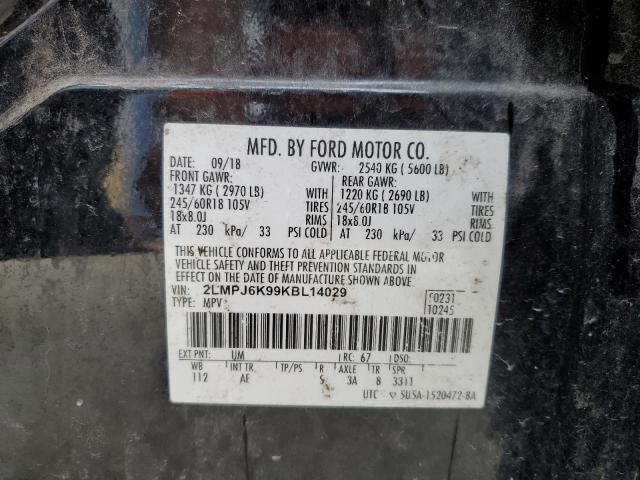 MFD. BY FORD MOTOR CO.
DATE: 09/18 GVWR: 2540 KG ( 5600 LB)
FRONT GAWR: REAR GAWR:
1347 KG ( 2970 LB) WITH 1220 KG ( 2690 LB) WITH
245/60R18 105V TIRES 245/60R18 105V TIRES
18x8.0J RIMS 18x8.0J RIMS
AT 230 kPa/ 33 PSI COLD AT 230 kPa/ 33 PSI COLD
THIS VEHICLE CONFORMS TO ALL APPLICABLE FEDERAL MOTOR
VEHICLE SAFETY AND THEFT PREVENTION STANDARDS IN
EFFECT ON THE DATE OF MANUFACTURE SHOWN ABOVE.
VIN: 2LMPJ6K99KBL14029 F0231
TYPE: MPV T0245
EXT PNT: UM RC: 67 DSO:
WB INT TR. TP/PS R AXLE TR SPR
112 AE 5 3A 8 3311
UTC ▽ 5U5A-1520472-BA